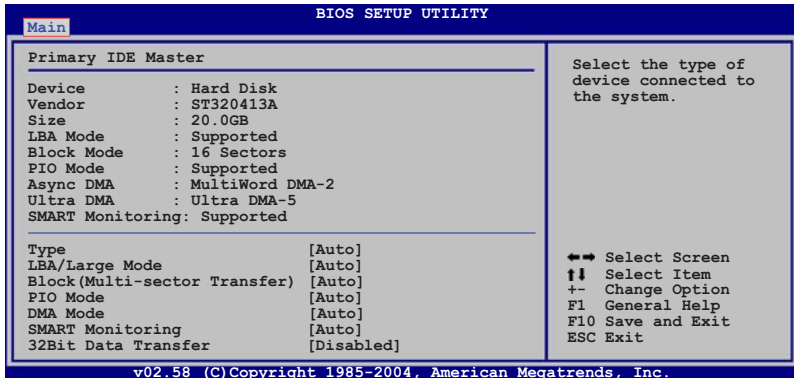 BIOS SETUP UTILITY
Main
Primary IDE Master
Device : Hard Disk
Vendor : ST320413A
Size : 20.0GB
LBA Mode : Supported
Block Mode : 16 Sectors
PIO Mode : Supported
Async DMA : MultiWord DMA-2
Ultra DMA : Ultra DMA-5
SMART Monitoring: Supported
Type [Auto]
LBA/Large Mode [Auto]
Block(Multi-sector Transfer) [Auto]
PIO Mode [Auto]
DMA Mode [Auto]
SMART Monitoring [Auto]
32Bit Data Transfer [Disabled]
Select the type of
device connected to
the system.
Select Screen
Select Item
+- Change Option
F1 General Help
F10 Save and Exit
ESC Exit
v02.58 (C)Copyright 1985-2004, American Megatrends, Inc.